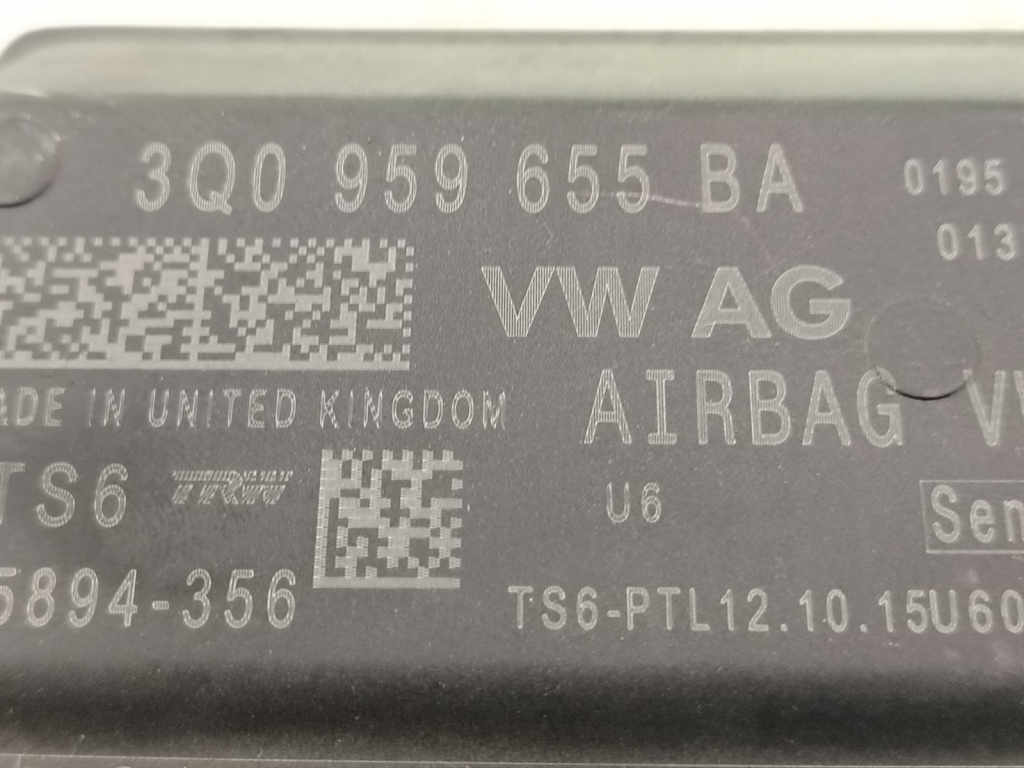 3Q0 959 655 BA 0195
013
VW AG
AIRBAG VW
ADE IN UNITED KINGDOM
TS6 TRW U6 Sen
5894-356 TS6-PTL12.10.15U60